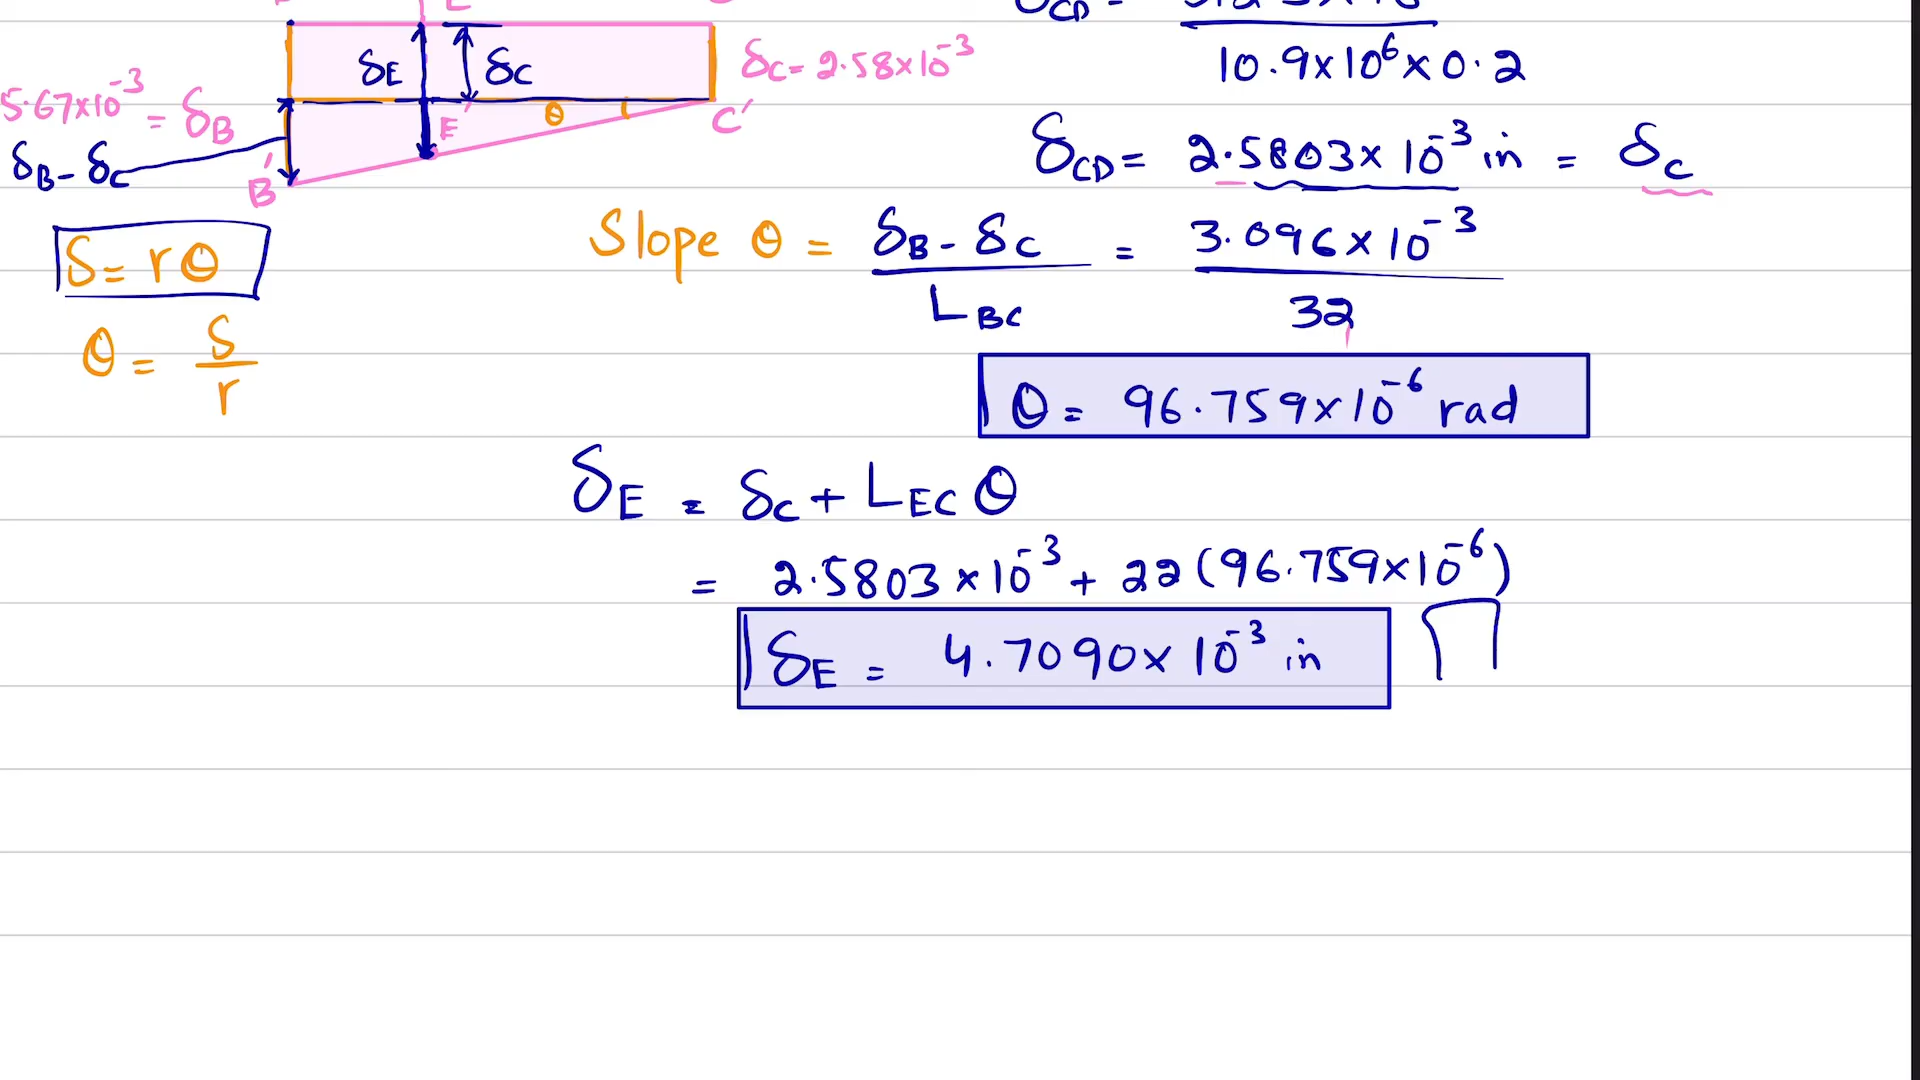 δE δC
δC = 2.58×10⁻³
5.67×10⁻³ = δB
E'
θ
C'
δB - δC
B'
10.9×10⁶×0.2
δCD = 2.5803×10⁻³ in = δC
S = rθ
θ = S/r
Slope θ = (δB - δC)/LBC = 3.096×10⁻³/32
θ = 96.759×10⁻⁶ rad
δE = δC + LEC θ
= 2.5803×10⁻³ + 22(96.759×10⁻⁶)
δE = 4.7090×10⁻³ in